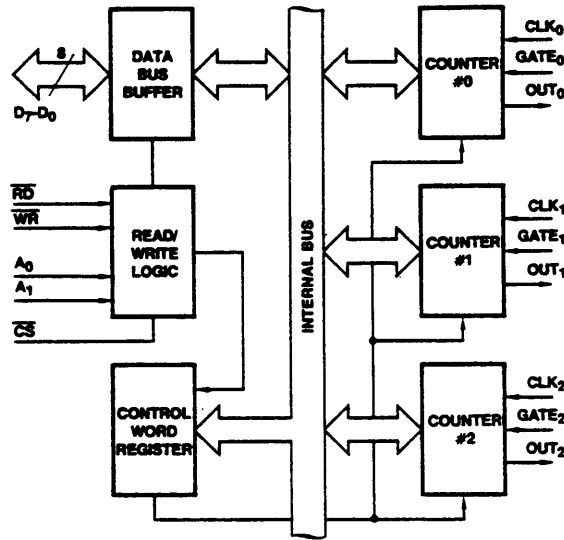 8
D7-D0
DATA
BUS
BUFFER
RD
WR
A0
A1
CS
READ/
WRITE
LOGIC
CONTROL
WORD
REGISTER
INTERNAL BUS
COUNTER
#0
CLK0
GATE0
OUT0
COUNTER
#1
CLK1
GATE1
OUT1
COUNTER
#2
CLK2
GATE2
OUT2